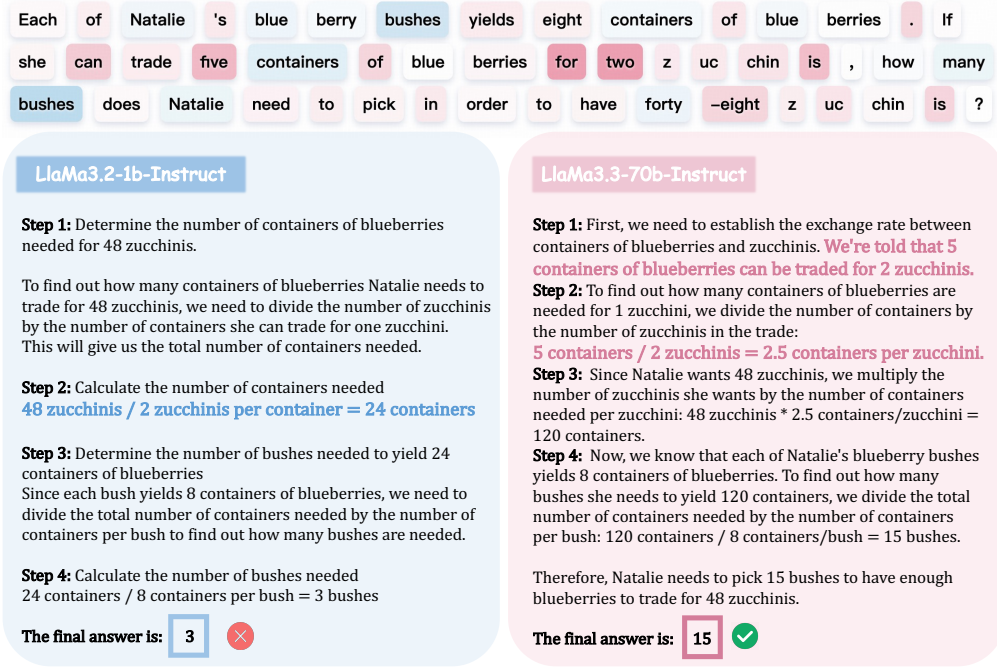 Each of Natalie 's blue berry bushes yields eight containers of blue berries . If
she can trade five containers of blue berries for two z uc chin is , how many
bushes does Natalie need to pick in order to have forty –eight z uc chin is ?
LlaMa3.2-1b-Instruct
Step 1: Determine the number of containers of blueberries
needed for 48 zucchinis.
To find out how many containers of blueberries Natalie needs to
trade for 48 zucchinis, we need to divide the number of zucchinis
by the number of containers she can trade for one zucchini.
This will give us the total number of containers needed.
Step 2: Calculate the number of containers needed
48 zucchinis / 2 zucchinis per container = 24 containers
Step 3: Determine the number of bushes needed to yield 24
containers of blueberries
Since each bush yields 8 containers of blueberries, we need to
divide the total number of containers needed by the number of
containers per bush to find out how many bushes are needed.
Step 4: Calculate the number of bushes needed
24 containers / 8 containers per bush = 3 bushes
The final answer is: 3
LlaMa3.3-70b-Instruct
Step 1: First, we need to establish the exchange rate between
containers of blueberries and zucchinis. We're told that 5
containers of blueberries can be traded for 2 zucchinis.
Step 2: To find out how many containers of blueberries are
needed for 1 zucchini, we divide the number of containers by
the number of zucchinis in the trade:
5 containers / 2 zucchinis = 2.5 containers per zucchini.
Step 3: Since Natalie wants 48 zucchinis, we multiply the
number of zucchinis she wants by the number of containers
needed per zucchini: 48 zucchinis * 2.5 containers/zucchini =
120 containers.
Step 4: Now, we know that each of Natalie's blueberry bushes
yields 8 containers of blueberries. To find out how many
bushes she needs to yield 120 containers, we divide the total
number of containers needed by the number of containers
per bush: 120 containers / 8 containers/bush = 15 bushes.
Therefore, Natalie needs to pick 15 bushes to have enough
blueberries to trade for 48 zucchinis.
The final answer is: 15